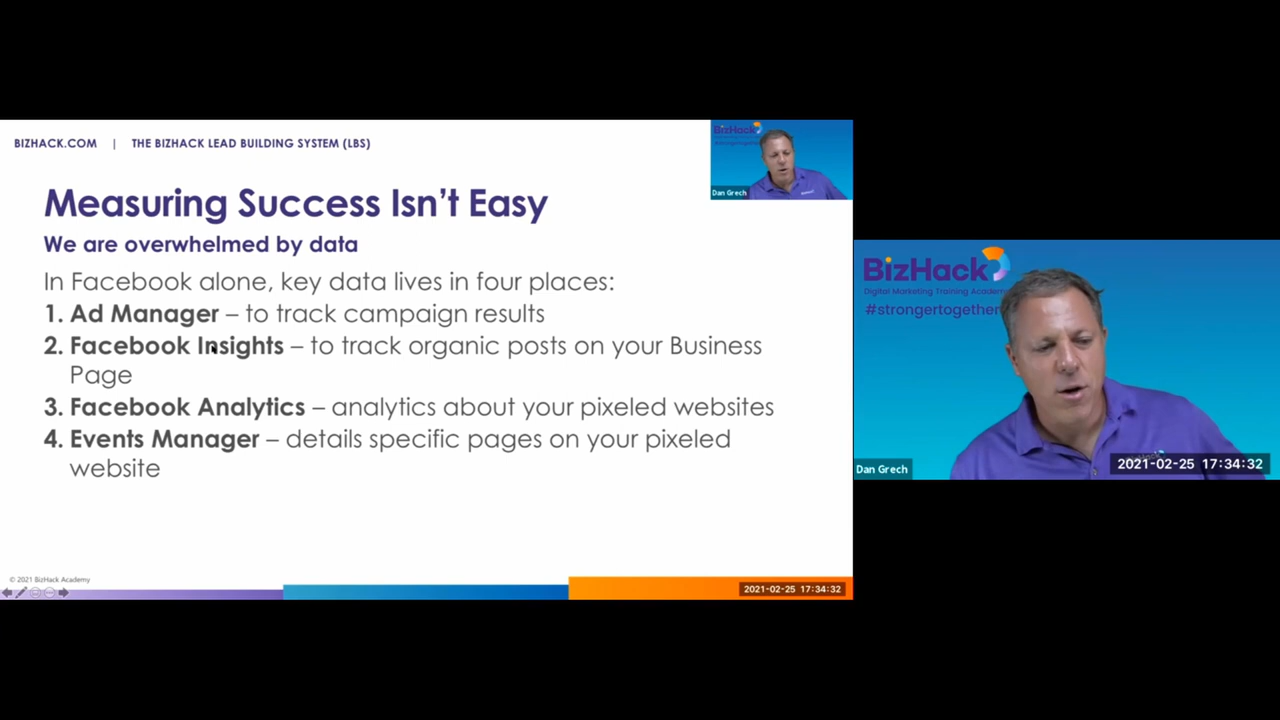 BIZHACK.COM | THE BIZHACK LEAD BUILDING SYSTEM (LBS)
BizHack
Dan Grech
Measuring Success Isn't Easy
We are overwhelmed by data
In Facebook alone, key data lives in four places:
1. Ad Manager – to track campaign results
2. Facebook Insights – to track organic posts on your Business
Page
3. Facebook Analytics – analytics about your pixeled websites
4. Events Manager – details specific pages on your pixeled
website
© 2021 BizHack Academy
2021-02-25 17:34:32
BizHack
Digital Marketing Training Academy
#strongertogether
Dan Grech
2021-02-25 17:34:32